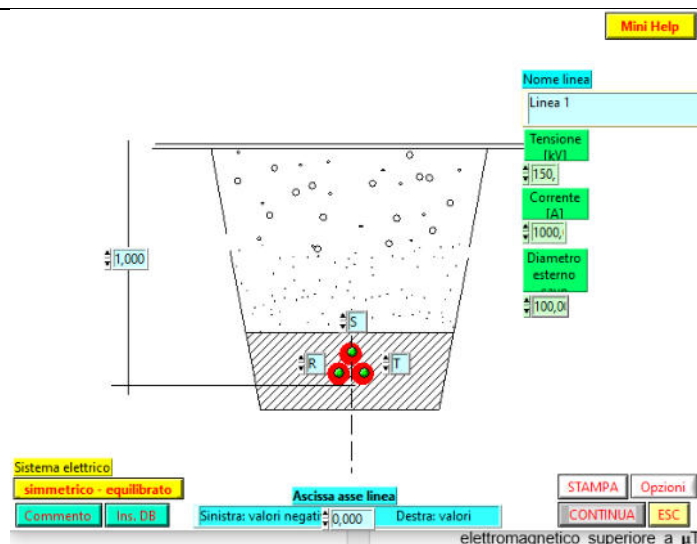 Mini Help
Nome linea
Linea 1
Tensione
[kV]
150,
Corrente
[A]
1000,
Diametro
esterno
100,00
1,000
S
R
T
Sistema elettrico
simmetrico - equilibrato
Commento
Ins. DB
Ascissa asse linea
Sinistra: valori negati
0,000
Destra: valori
STAMPA
Opzioni
CONTINUA
ESC
elettromagnetico superiore a µ